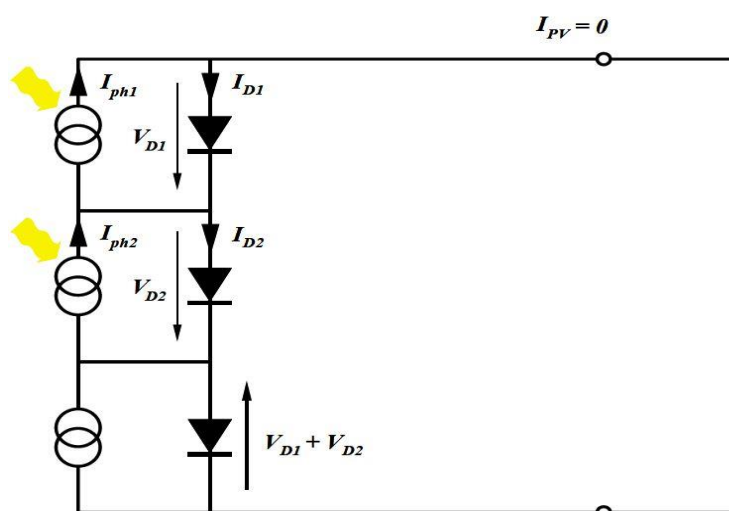 I_PV = 0
I_ph1
I_D1
V_D1
I_ph2
I_D2
V_D2
V_D1 + V_D2